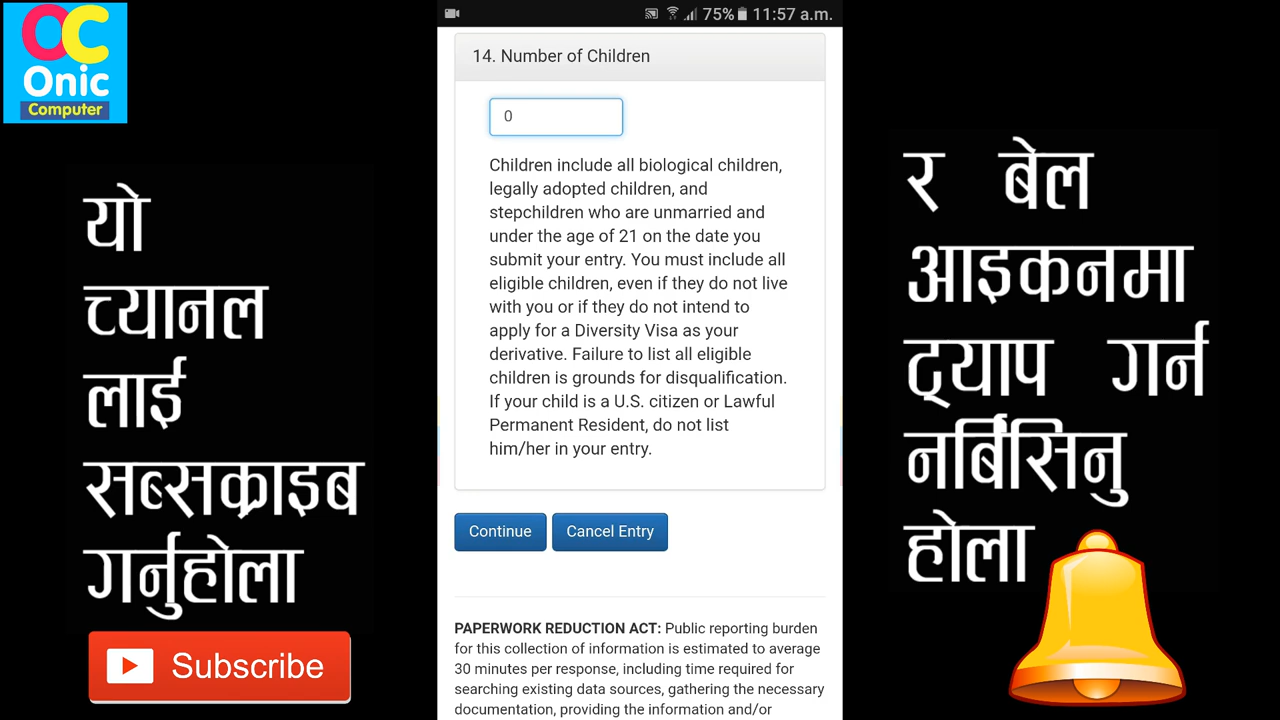 OC
Onic
Computer
यो
च्यानल
लाई
सब्सक्राइब
गर्नुहोला
Subscribe
75% 11:57 a.m.
14. Number of Children
0
Children include all biological children,
legally adopted children, and
stepchildren who are unmarried and
under the age of 21 on the date you
submit your entry. You must include all
eligible children, even if they do not live
with you or if they do not intend to
apply for a Diversity Visa as your
derivative. Failure to list all eligible
children is grounds for disqualification.
If your child is a U.S. citizen or Lawful
Permanent Resident, do not list
him/her in your entry.
Continue Cancel Entry
PAPERWORK REDUCTION ACT: Public reporting burden
for this collection of information is estimated to average
30 minutes per response, including time required for
searching existing data sources, gathering the necessary
documentation, providing the information and/or
र बेल
आइकनमा
ट्याप गर्न
नर्बिसिनु
होला